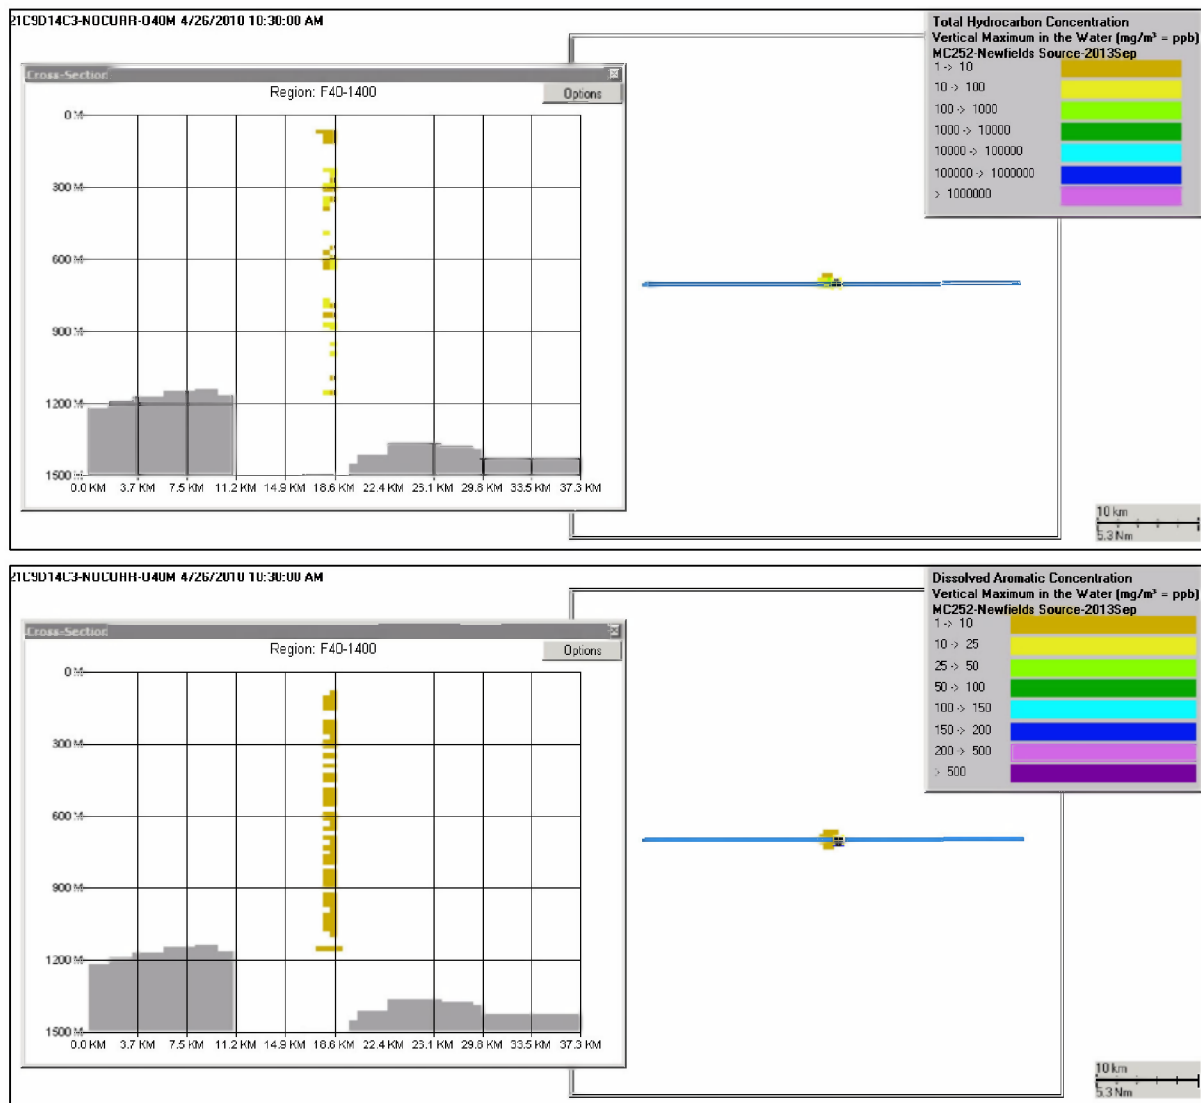 21C9D14C3-NOCURR-O40M 4/26/2010 10:30:00 AM
Total Hydrocarbon Concentration
Vertical Maximum in the Water (mg/m³ = ppb)
MC252-Newfields Source-2013Sep
1 -> 10
10 -> 100
100 -> 1000
1000 -> 10000
10000 -> 100000
100000 -> 1000000
> 1000000
Cross-Section
Region: F40-1400
Options
0 M
300 M
600 M
900 M
1200 M
1500 M
0.0 KM 3.7 KM 7.5 KM 11.2 KM 14.9 KM 18.6 KM 22.4 KM 26.1 KM 29.8 KM 33.5 KM 37.3 KM
10 km
5.3 Nm
21C9D14C3-NOCURR-O40M 4/26/2010 10:30:00 AM
Dissolved Aromatic Concentration
Vertical Maximum in the Water (mg/m³ = ppb)
MC252-Newfields Source-2013Sep
1 -> 10
10 -> 25
25 -> 50
50 -> 100
100 -> 150
150 -> 200
200 -> 500
> 500
Cross-Section
Region: F40-1400
Options
0 M
300 M
600 M
900 M
1200 M
1500 M
0.0 KM 3.7 KM 7.5 KM 11.2 KM 14.9 KM 18.6 KM 22.4 KM 26.1 KM 29.8 KM 33.5 KM 37.3 KM
10 km
5.3 Nm